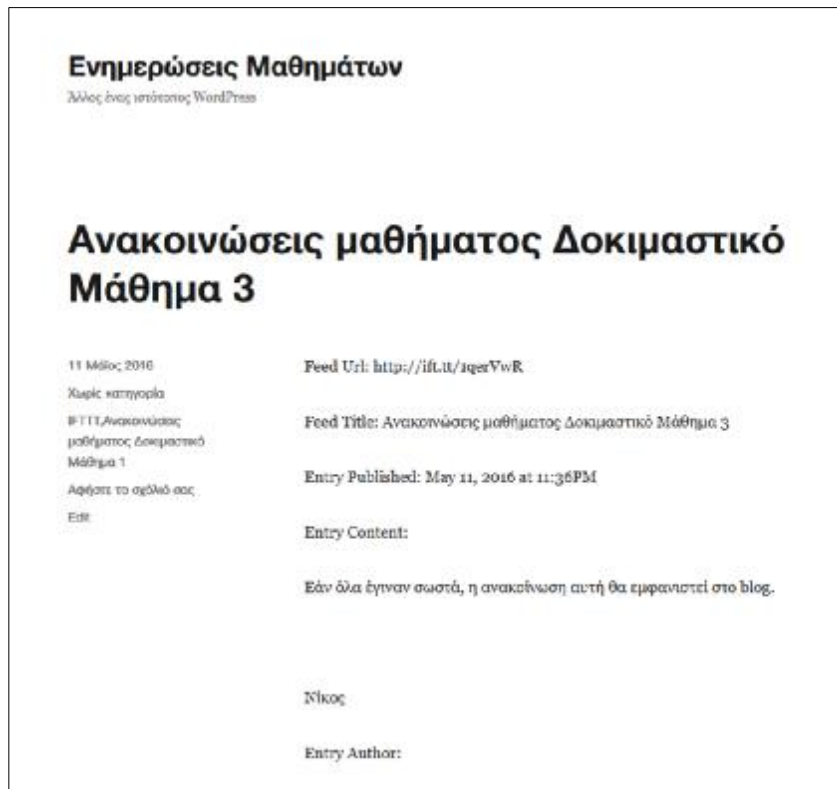 Ενημερώσεις Μαθημάτων
Άλλος ένας ιστότοπος WordPress
Ανακοινώσεις μαθήματος Δοκιμαστικό
Μάθημα 3
11 Μάϊος 2016
Χωρίς κατηγορία
IFTTT,Ανακοινώσεις
μαθήματος Δοκιμαστικό
Μάθημα 1
Αφήστε το σχόλιό σας
Edit
Feed Url: http://ift.tt/1qerVwR
Feed Title: Ανακοινώσεις μαθήματος Δοκιμαστικό Μάθημα 3
Entry Published: May 11, 2016 at 11:36PM
Entry Content:
Εάν όλα έγιναν σωστά, η ανακοίνωση αυτή θα εμφανιστεί στο blog.
Νίκος
Entry Author: